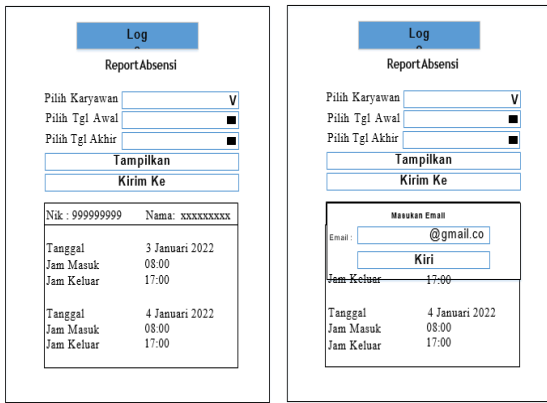 Log
Report Absensi
Pilih Karyawan V
Pilih Tgl Awal
Pilih Tgl Akhir
Tampilkan
Kirim Ke
Nik : 999999999 Nama: xxxxxxxxx
Tanggal 3 Januari 2022
Jam Masuk 08:00
Jam Keluar 17:00
Tanggal 4 Januari 2022
Jam Masuk 08:00
Jam Keluar 17:00
Log
Report Absensi
Pilih Karyawan V
Pilih Tgl Awal
Pilih Tgl Akhir
Tampilkan
Kirim Ke
Masukan Email
Email : @gmail.co
Kiri
Jam Keluar 17:00
Tanggal 4 Januari 2022
Jam Masuk 08:00
Jam Keluar 17:00